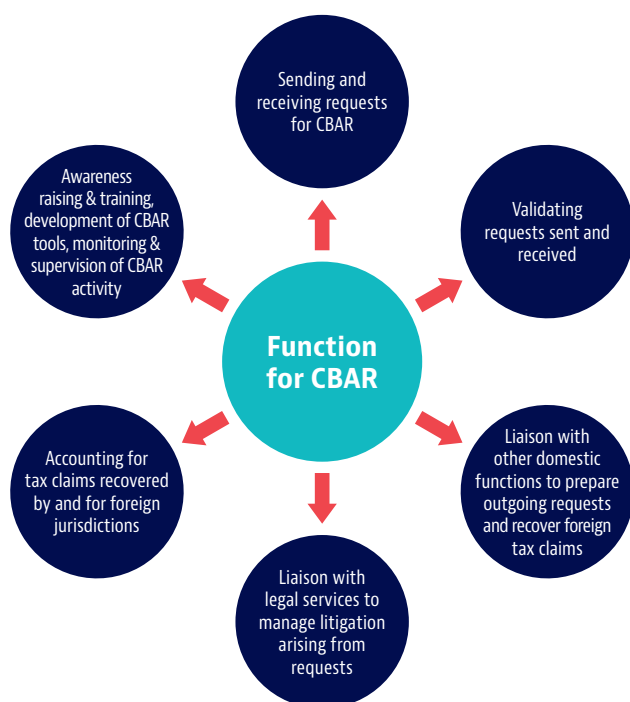 Sending and
receiving requests
for CBAR
Awareness
raising & training,
development of CBAR
tools, monitoring &
supervision of CBAR
activity
Validating
requests sent and
received
Function
for CBAR
Accounting for
tax claims recovered
by and for foreign
jurisdictions
Liaison with
other domestic
functions to prepare
outgoing requests
and recover foreign
tax claims
Liaison with
legal services to
manage litigation
arising from
requests